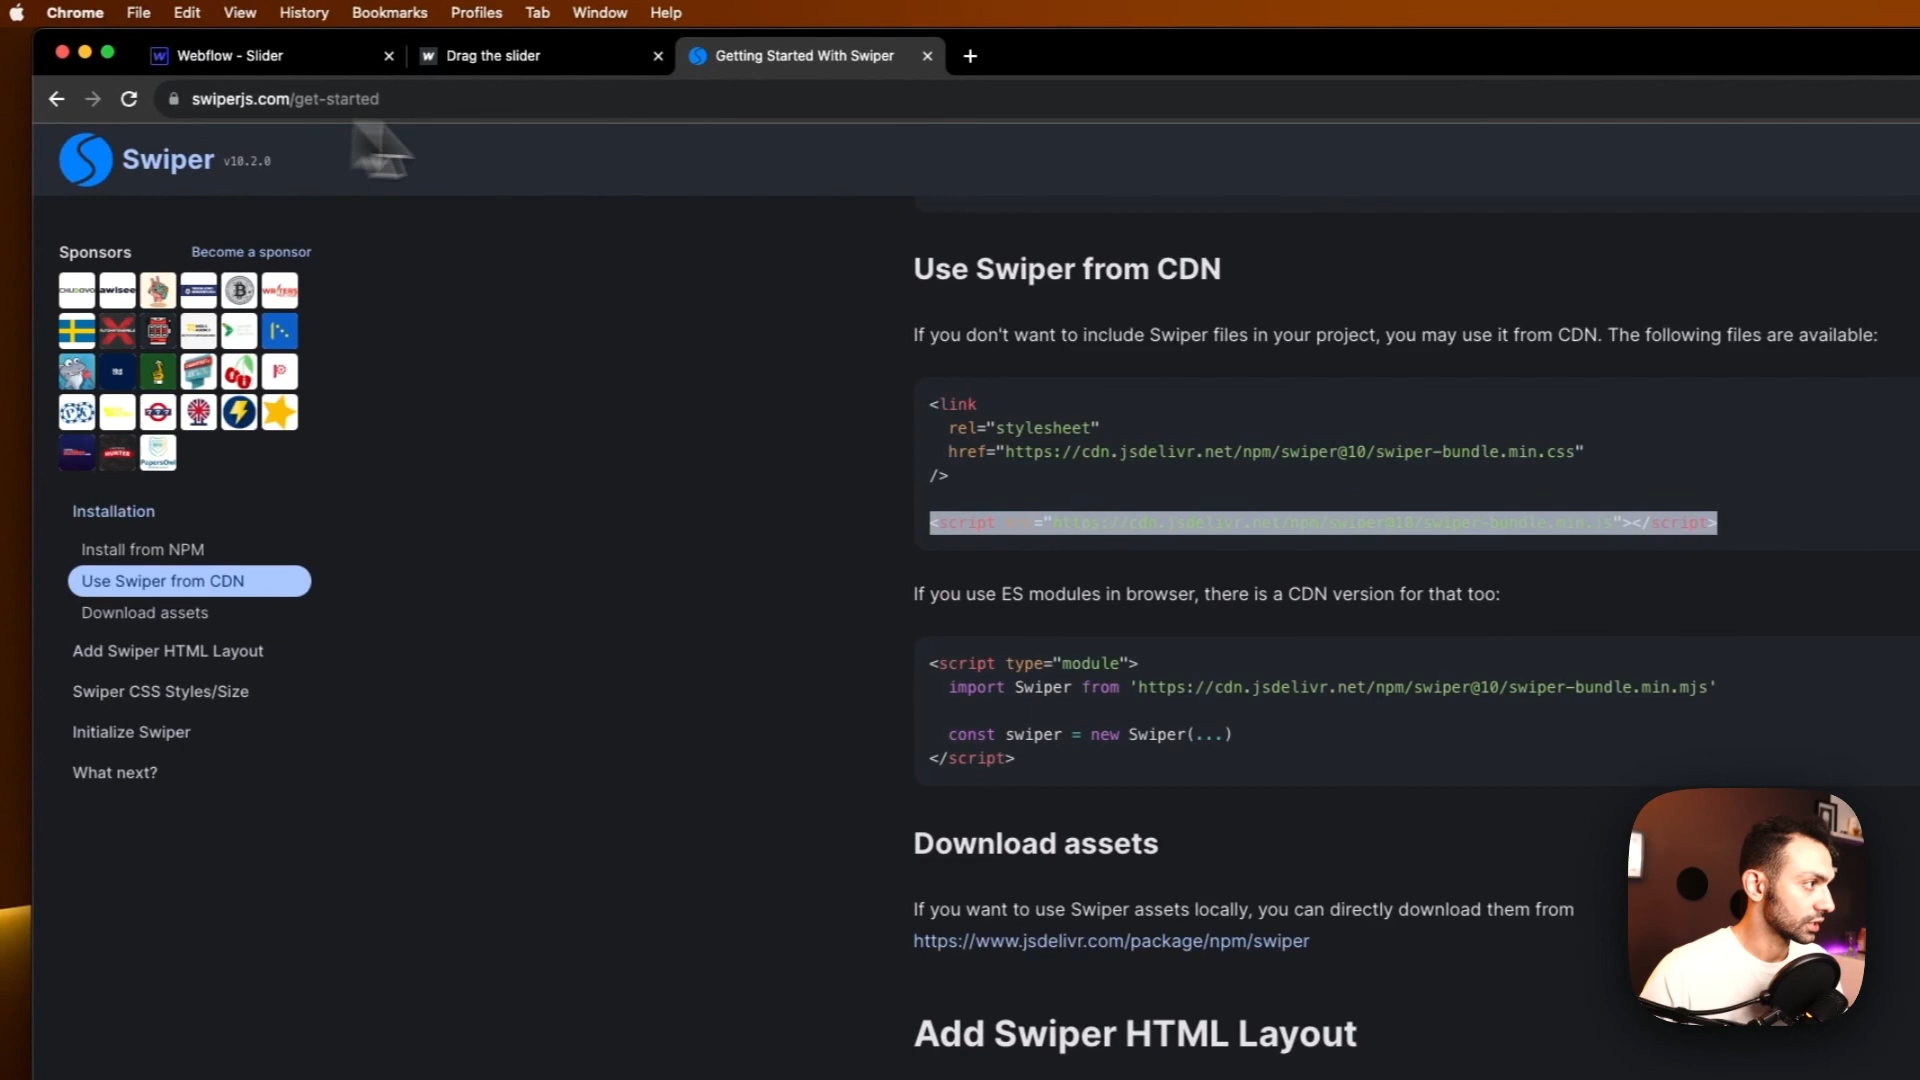 Chrome File Edit View History Bookmarks Profiles Tab Window Help
Webflow - Slider
Drag the slider
Getting Started With Swiper
swiperjs.com/get-started
Swiper v10.2.0
Sponsors
Become a sponsor
Installation
Install from NPM
Use Swiper from CDN
Download assets
Add Swiper HTML Layout
Swiper CSS Styles/Size
Initialize Swiper
What next?
Use Swiper from CDN
If you don't want to include Swiper files in your project, you may use it from CDN. The following files are available:
<link
rel="stylesheet"
href="https://cdn.jsdelivr.net/npm/swiper@10/swiper-bundle.min.css"
/>
<script src="https://cdn.jsdelivr.net/npm/swiper@10/swiper-bundle.min.js"></script>
If you use ES modules in browser, there is a CDN version for that too:
<script type="module">
import Swiper from 'https://cdn.jsdelivr.net/npm/swiper@10/swiper-bundle.min.mjs'
const swiper = new Swiper(...)
</script>
Download assets
If you want to use Swiper assets locally, you can directly download them from
https://www.jsdelivr.com/package/npm/swiper
Add Swiper HTML Layout